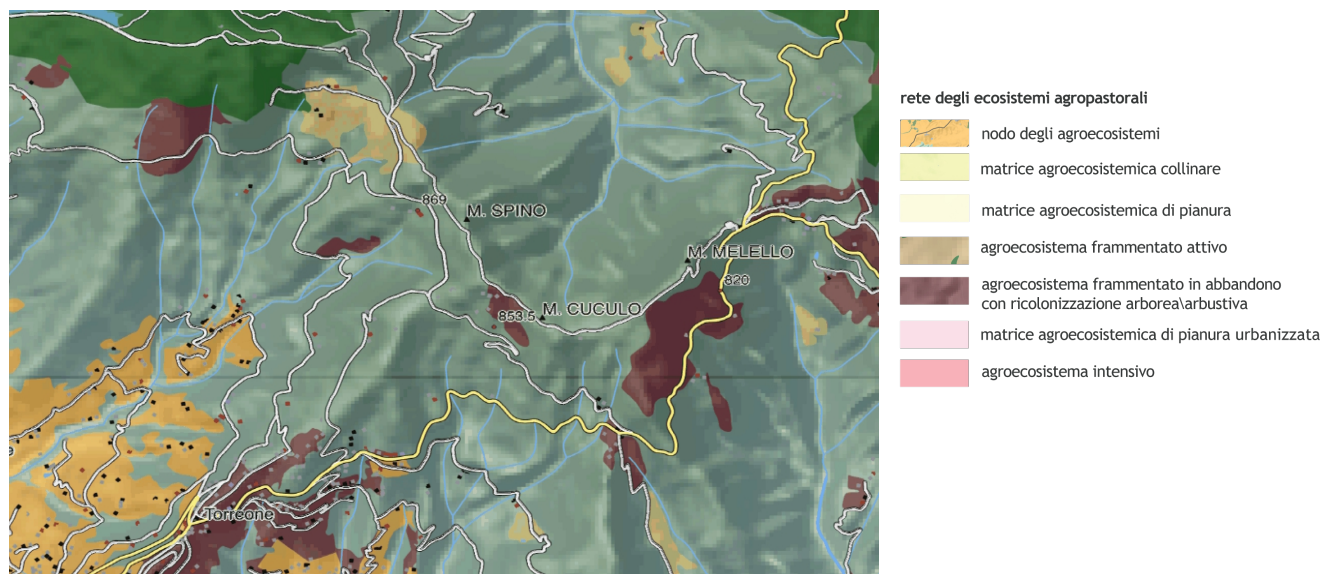 869
M. SPINO
M. MELELLO
820
853.5
M. CUCULO
e
Torreone
rete degli ecosistemi agropastorali
nodo degli agroecosistemi
matrice agroecosistemica collinare
matrice agroecosistemica di pianura
agroecosistema frammentato attivo
agroecosistema frammentato in abbandono
con ricolonizzazione arborea\arbustiva
matrice agroecosistemica di pianura urbanizzata
agroecosistema intensivo